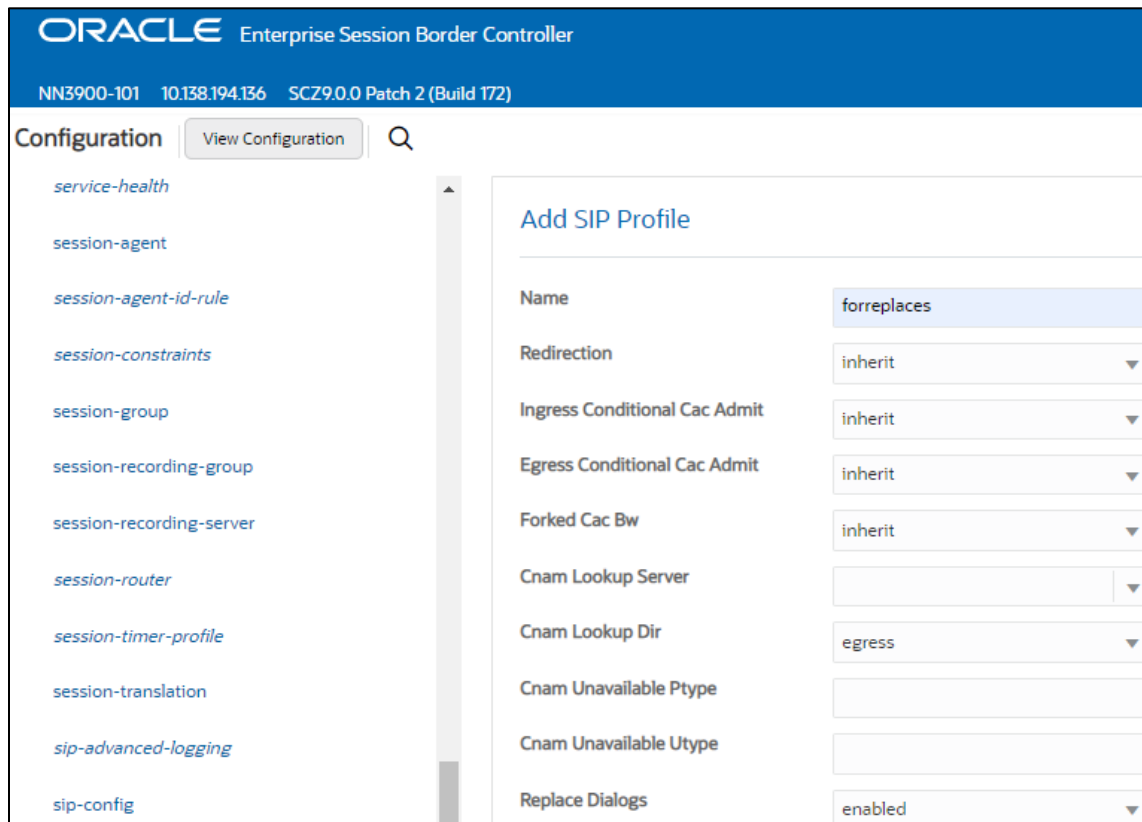 ORACLE Enterprise Session Border Controller
NN3900-101 10.138.194.136 SCZ9.0.0 Patch 2 (Build 172)
Configuration View Configuration
service-health
session-agent
session-agent-id-rule
session-constraints
session-group
session-recording-group
session-recording-server
session-router
session-timer-profile
session-translation
sip-advanced-logging
sip-config
Add SIP Profile
Name forreplaces
Redirection inherit
Ingress Conditional Cac Admit inherit
Egress Conditional Cac Admit inherit
Forked Cac Bw inherit
Cnam Lookup Server
Cnam Lookup Dir egress
Cnam Unavailable Ptype
Cnam Unavailable Utype
Replace Dialogs enabled